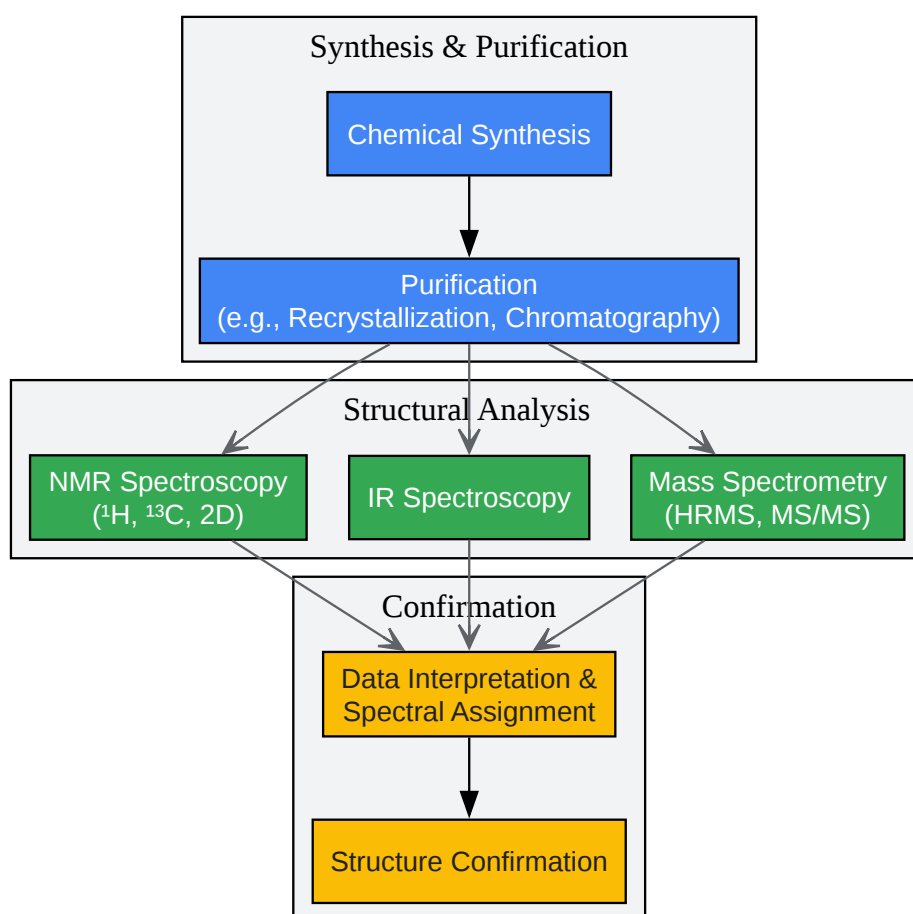 Synthesis & Purification
Chemical Synthesis
Purification
(e.g., Recrystallization, Chromatography)
Structural Analysis
NMR Spectroscopy
(¹H, ¹³C, 2D)
IR Spectroscopy
Mass Spectrometry
(HRMS, MS/MS)
Confirmation
Data Interpretation &
Spectral Assignment
Structure Confirmation